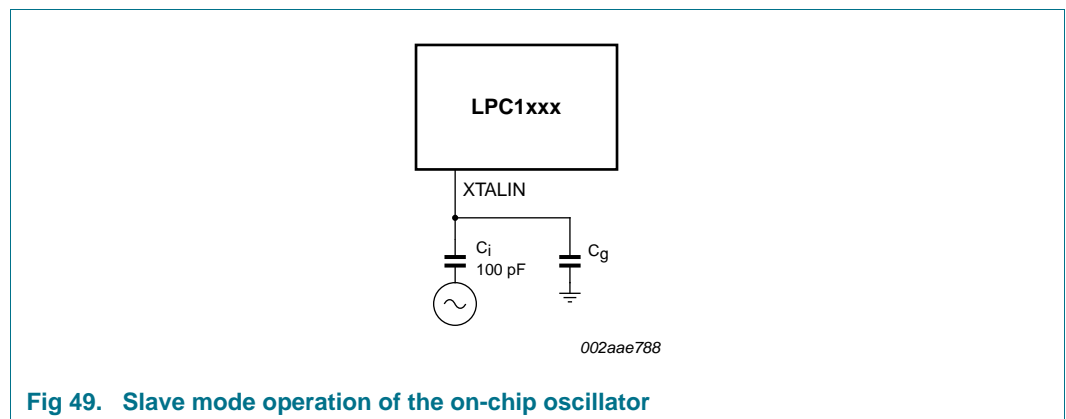 LPC1xxx
XTALIN
Ci
100 pF
Cg
002aae788
Fig 49. Slave mode operation of the on-chip oscillator